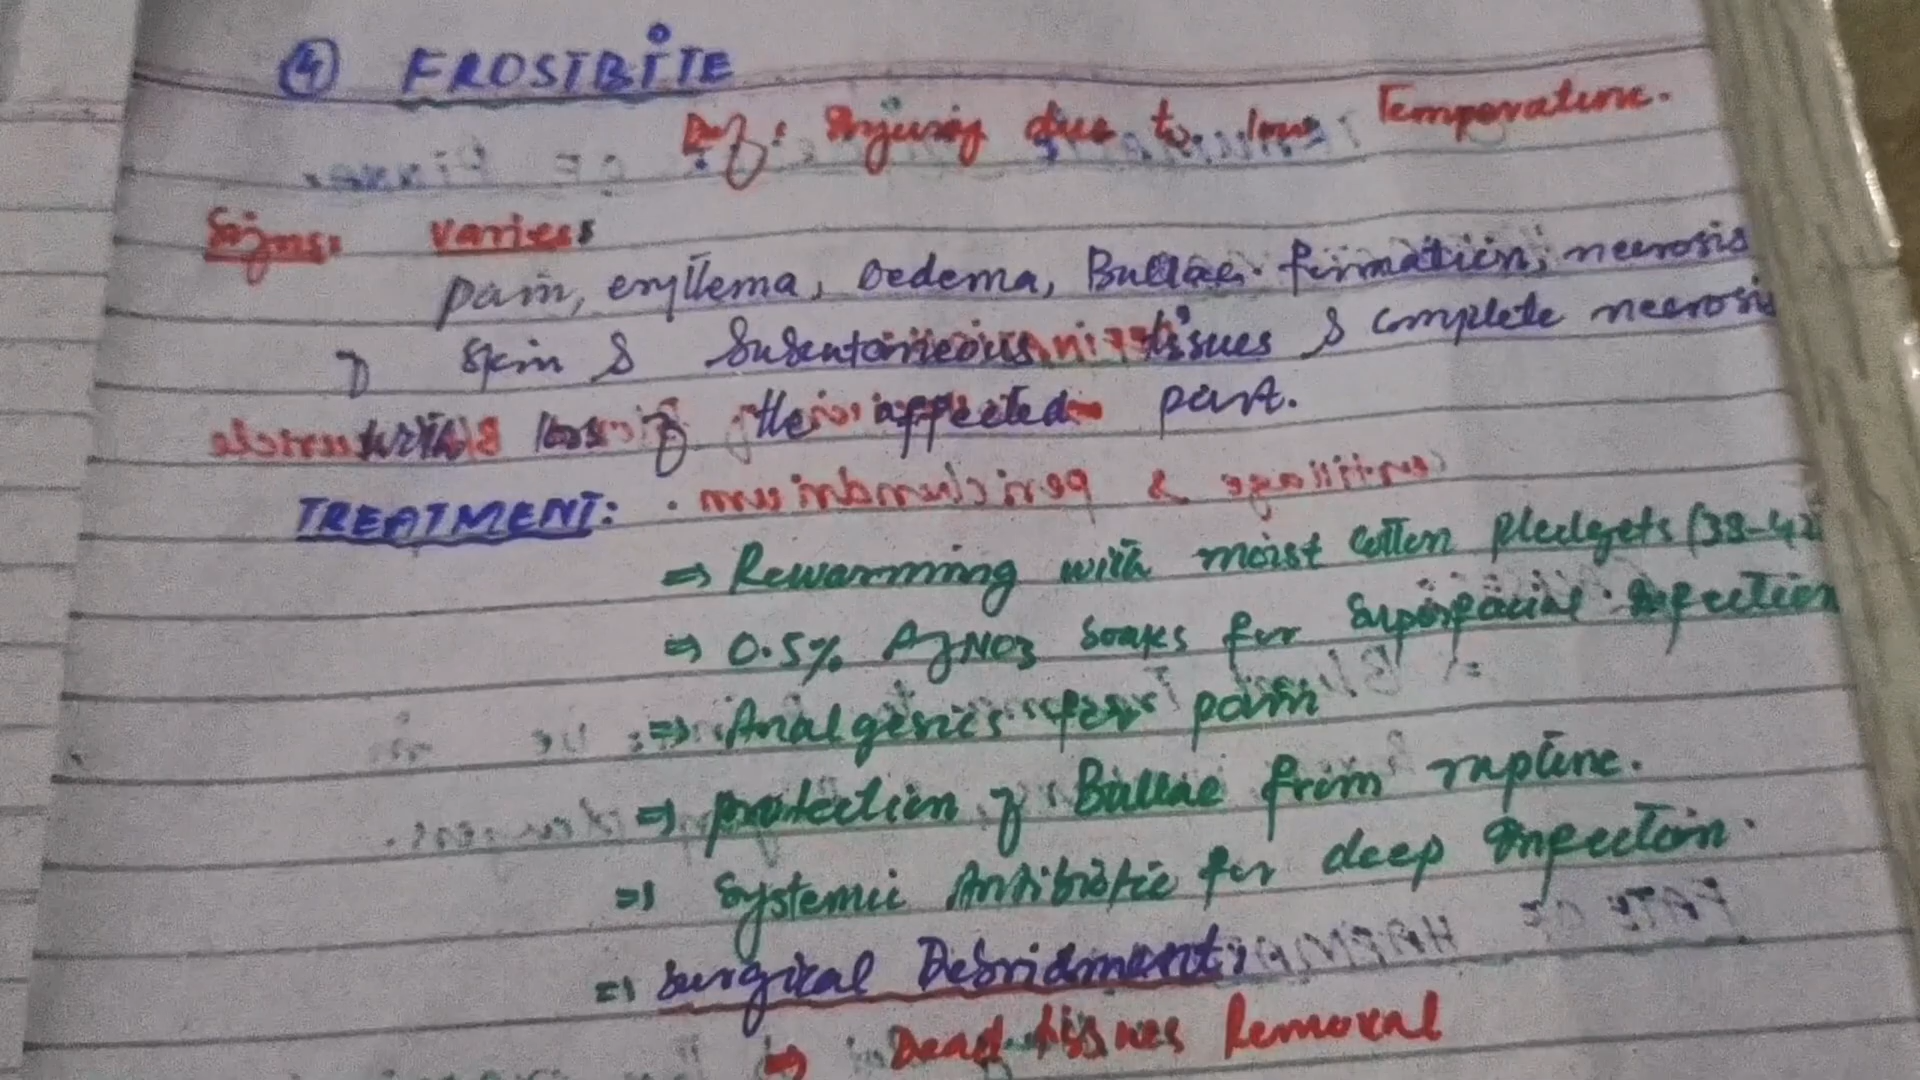 ④ FROSTBITE
Def: Injury due to low Temperature.
Signs: varies
pain, erythema, oedema, Bullae formation, necrosis
of skin & Subcutaneous tissues & complete necrosis
with loss of the affected part.
TREATMENT:
⇒ Rewarming with moist cotton pledgets (38-42
⇒ 0.5% AgNO3 soaks for superfacial infection
⇒ Analgesics for pain
⇒ protection of Bullae from rupture.
⇒ Systemic Antibiotic for deep infection.
⇒ Surgical Debridment:
⇒ Dead tissues Removal